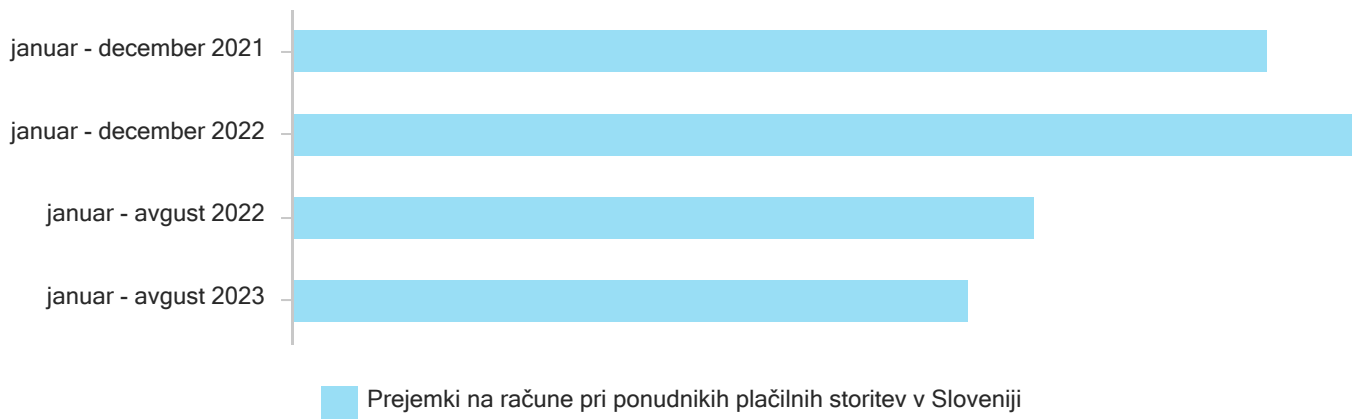 januar - december 2021
januar - december 2022
januar - avgust 2022
januar - avgust 2023
Prejemki na račune pri ponudnikih plačilnih storitev v Sloveniji